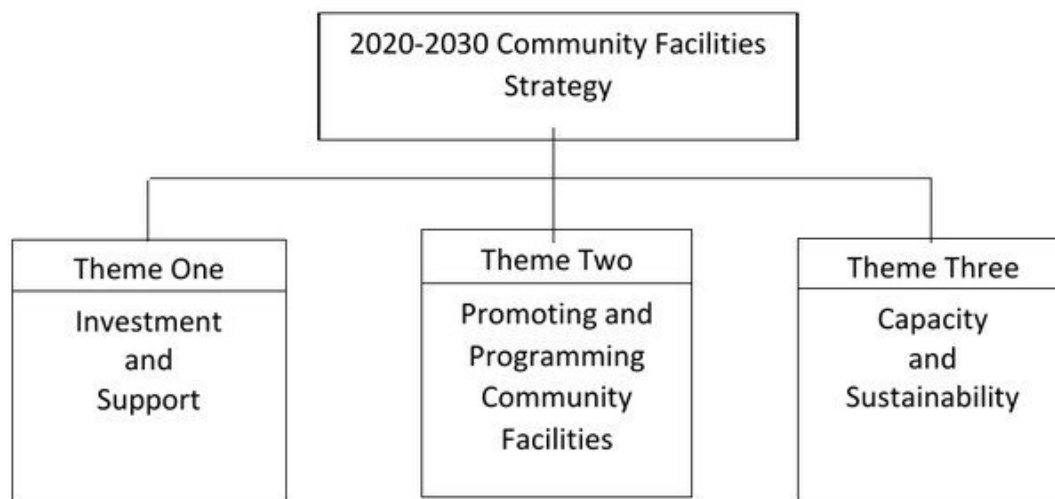 2020-2030 Community Facilities
Strategy
Theme One
Investment
and
Support
Theme Two
Promoting and
Programming
Community
Facilities
Theme Three
Capacity
and
Sustainability